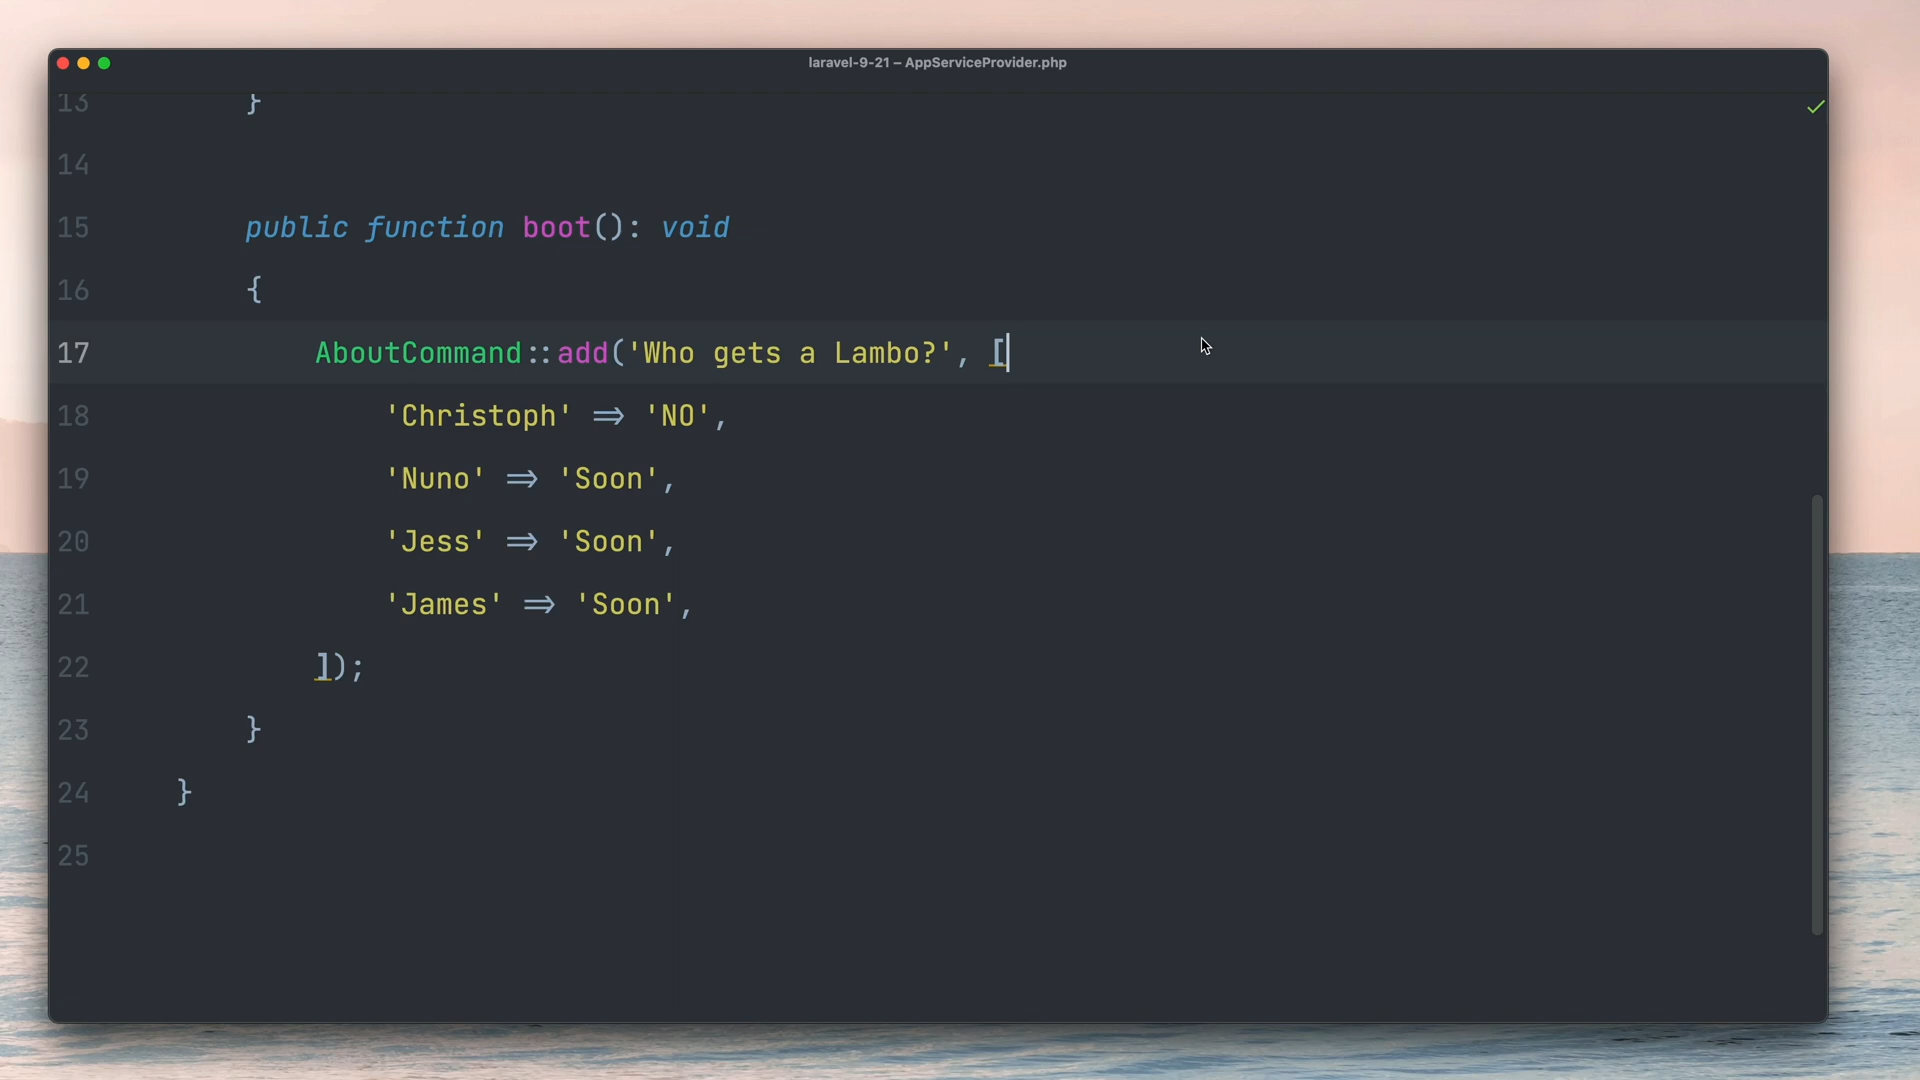 laravel-9-21 – AppServiceProvider.php
13 }
14
15 public function boot(): void
16 {
17 AboutCommand::add('Who gets a Lambo?', [
18 'Christoph' => 'NO',
19 'Nuno' => 'Soon',
20 'Jess' => 'Soon',
21 'James' => 'Soon',
22 ]);
23 }
24 }
25